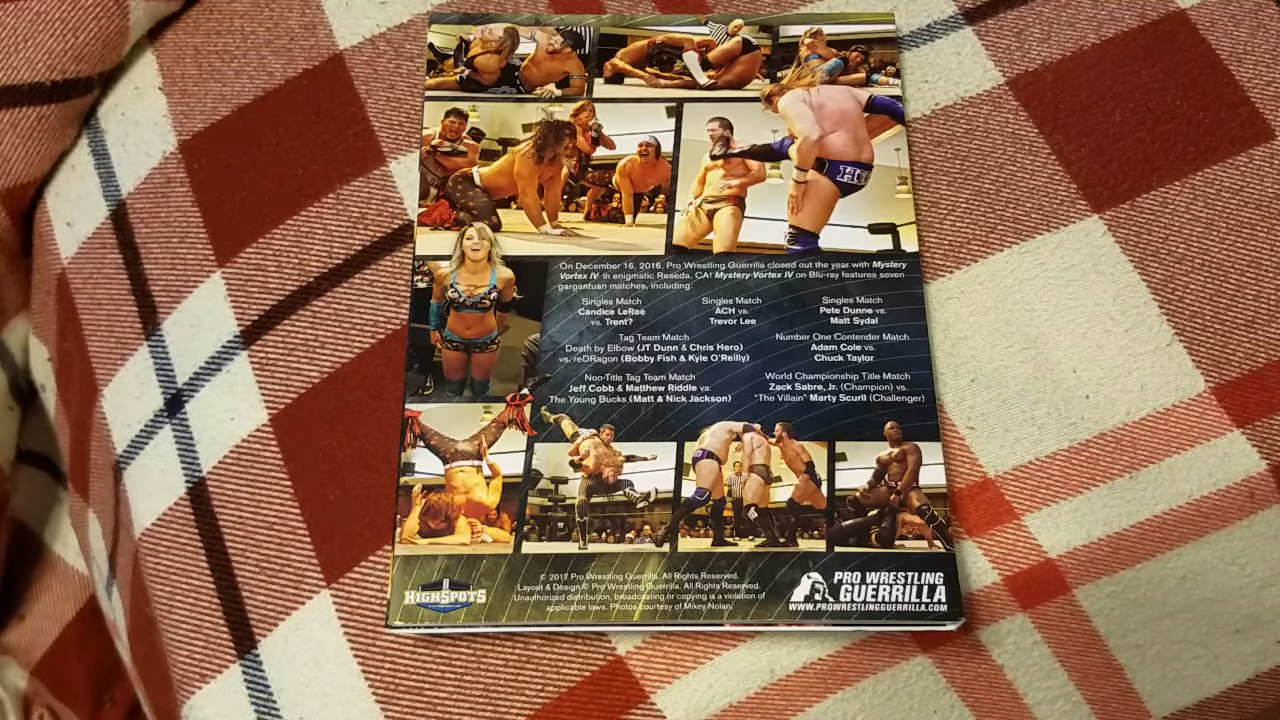 HE
On December 16, 2016, Pro Wrestling Guerrilla closed out the year with Mystery
Vortex IV in enigmatic Reseda, CA! Mystery Vortex IV on Blu-ray features seven
gargantuan matches, including:
Singles Match
Candice LeRae
vs. Trent?
Singles Match
ACH vs.
Trevor Lee
Singles Match
Pete Dunne vs.
Matt Sydal
Tag Team Match
Death by Elbow (JT Dunn & Chris Hero)
vs. reDRagon (Bobby Fish & Kyle O'Reilly)
Number One Contender Match
Adam Cole vs.
Chuck Taylor
Non-Title Tag Team Match
Jeff Cobb & Matthew Riddle vs.
The Young Bucks (Matt & Nick Jackson)
World Championship Title Match
Zack Sabre, Jr. (Champion) vs.
"The Villain" Marty Scurll (Challenger)
HIGHSPOTS
© 2017 Pro Wrestling Guerrilla. All Rights Reserved.
Layout & Design © Pro Wrestling Guerrilla. All Rights Reserved.
Unauthorized distribution, broadcasting or copying is a violation of
applicable laws. Photos courtesy of Mikey Nolan.
PRO WRESTLING
GUERRILLA
WWW.PROWRESTLINGGUERRILLA.COM